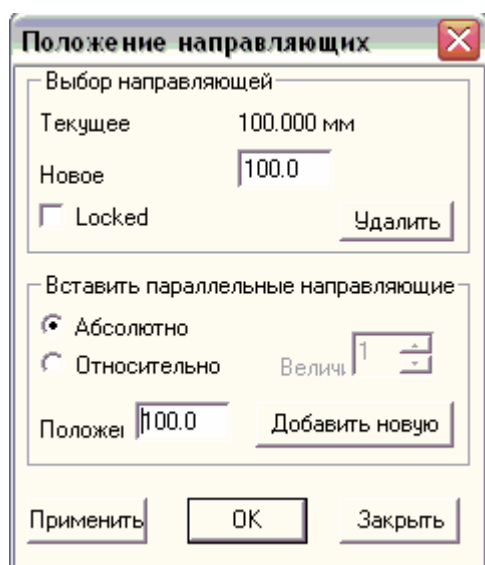 Положение направляющих
Выбор направляющей
Текущее 100.000 мм
Новое 100.0
Locked Удалить
Вставить параллельные направляющие
Абсолютно
Относительно Величи 1
Положен 100.0 Добавить новую
Применить OK Закрыть